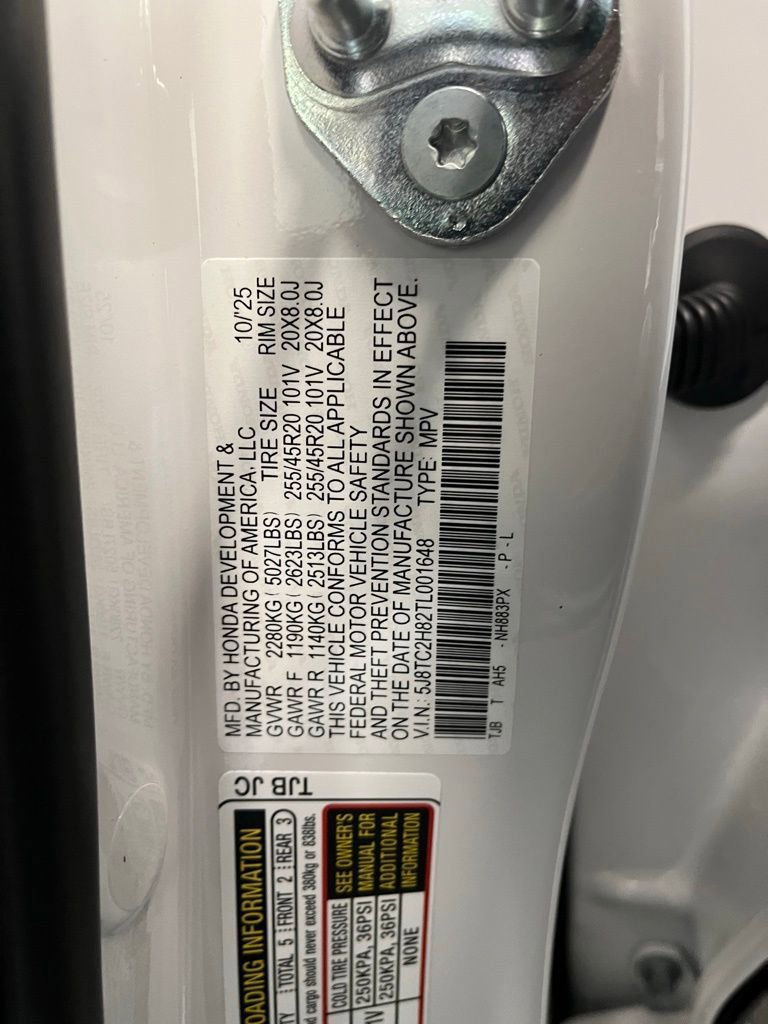 MFD. BY HONDA DEVELOPMENT &
MANUFACTURING OF AMERICA, LLC 10/'25
GVWR 2280KG ( 5027LBS) TIRE SIZE RIM SIZE
GAWR F 1190KG ( 2623LBS) 255/45R20 101V 20X8.0J
GAWR R 1140KG ( 2513LBS) 255/45R20 101V 20X8.0J
THIS VEHICLE CONFORMS TO ALL APPLICABLE
FEDERAL MOTOR VEHICLE SAFETY
AND THEFT PREVENTION STANDARDS IN EFFECT
ON THE DATE OF MANUFACTURE SHOWN ABOVE.
V.I.N.: 5J8TC2H82TL001648 TYPE: MPV
TJB T AH5 - NH883PX - P - L
TJB JC
OADING INFORMATION
TY TOTAL 5 FRONT 2 REAR 3
nd cargo should never exceed 380kg or 838lbs.
COLD TIRE PRESSURE
250KPA, 36PSI
1V 250KPA, 36PSI
NONE
SEE OWNER'S
MANUAL FOR
ADDITIONAL
INFORMATION